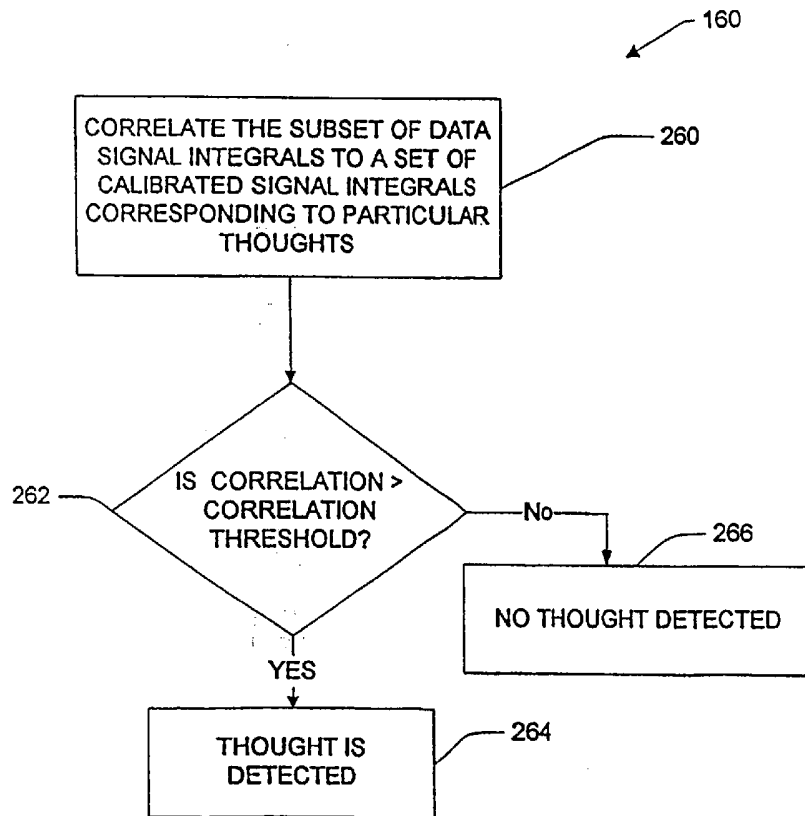 160
CORRELATE THE SUBSET OF DATA
SIGNAL INTEGRALS TO A SET OF
CALIBRATED SIGNAL INTEGRALS
CORRESPONDING TO PARTICULAR
THOUGHTS
260
262
IS CORRELATION >
CORRELATION
THRESHOLD?
No
266
NO THOUGHT DETECTED
YES
THOUGHT IS
DETECTED
264